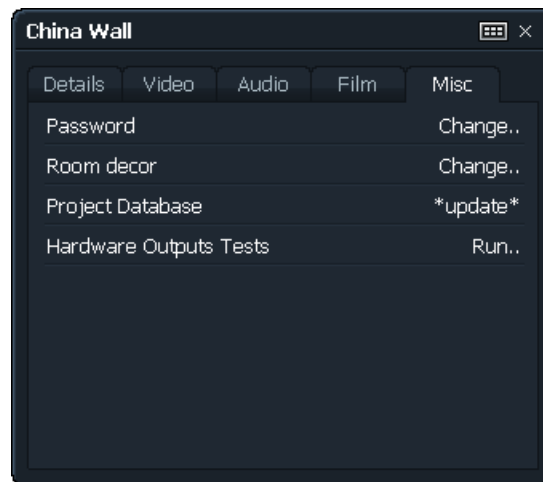 China Wall
Details Video Audio Film Misc
Password Change..
Room decor Change..
Project Database *update*
Hardware Outputs Tests Run..